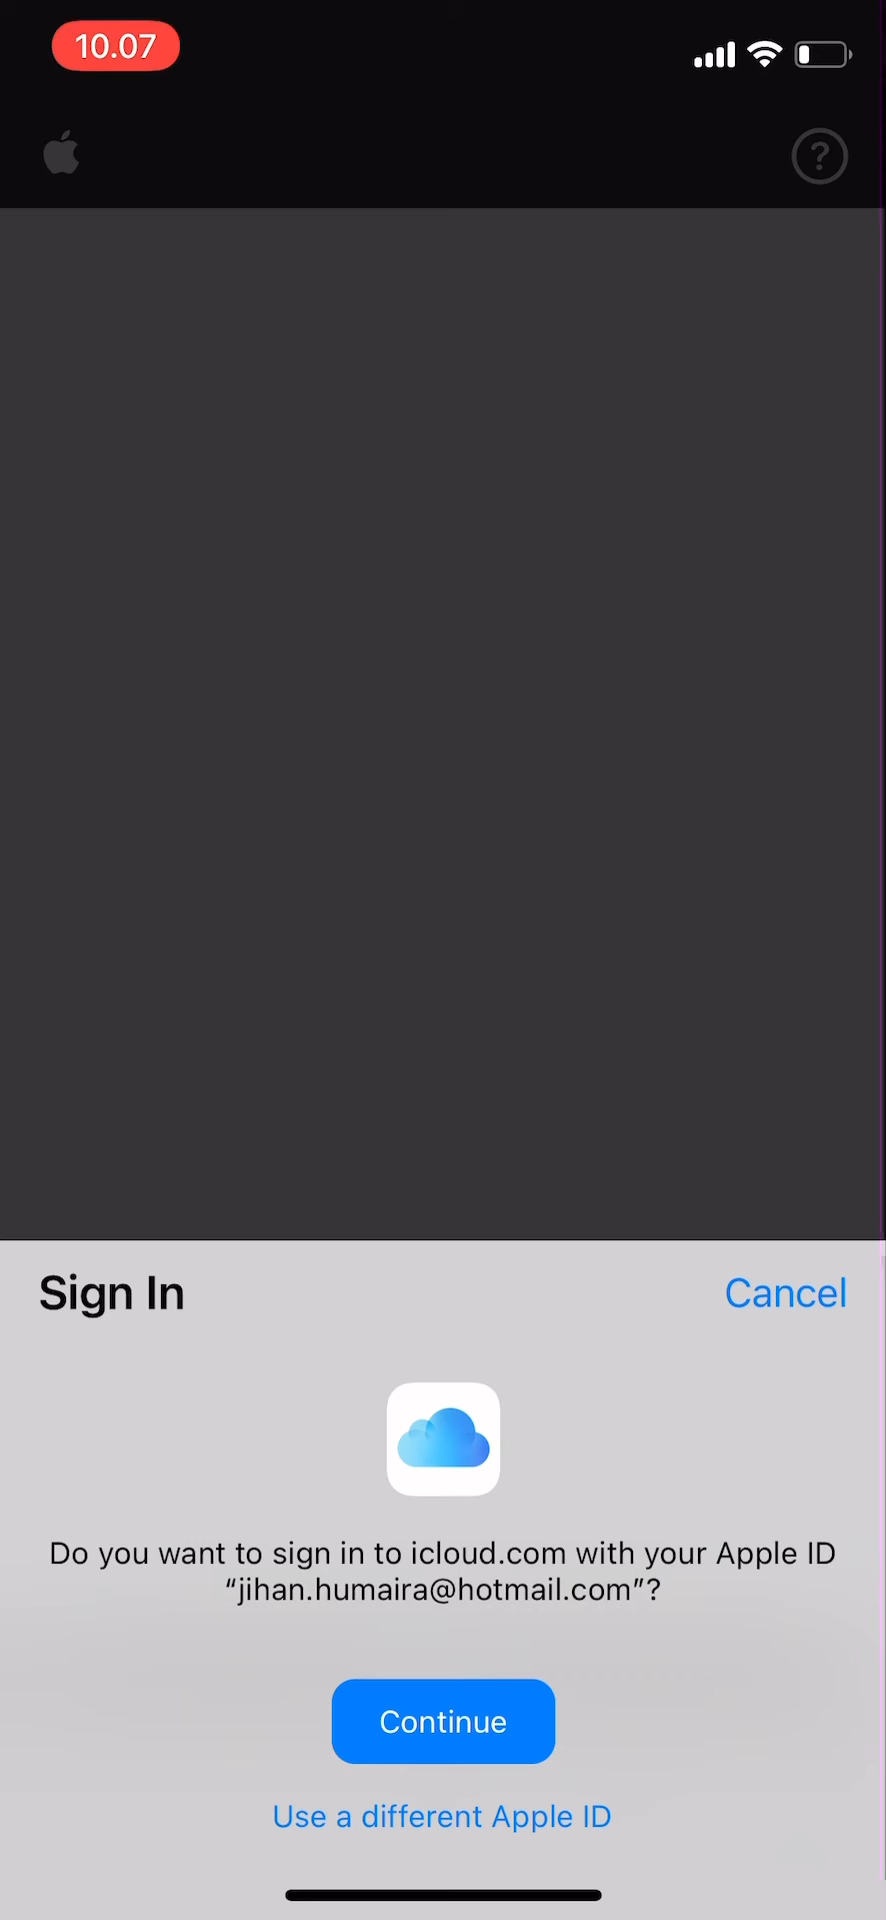 10.07
?
Sign In
Cancel
Do you want to sign in to icloud.com with your Apple ID
“jihan.humaira@hotmail.com”?
Continue
Use a different Apple ID